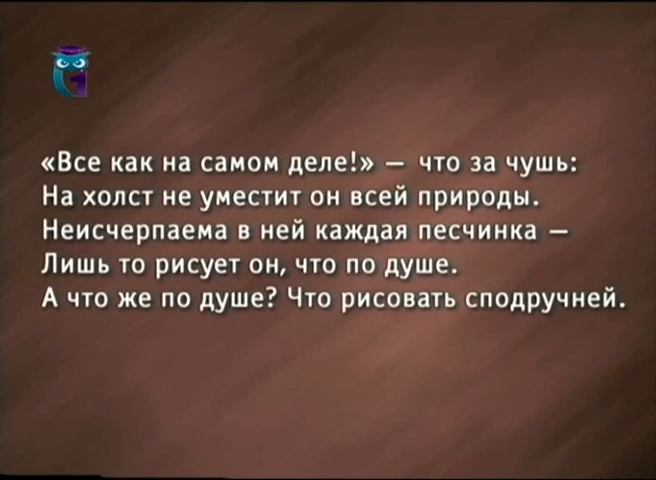 «Все как на самом деле!» — что за чушь:
На холст не уместит он всей природы.
Неисчерпаема в ней каждая песчинка —
Лишь то рисует он, что по душе.
А что же по душе? Что рисовать сподручней.